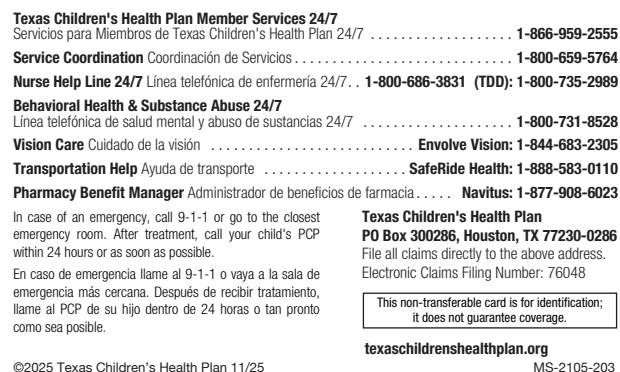 Texas Children's Health Plan Member Services 24/7
Servicios para Miembros de Texas Children's Health Plan 24/7 . . . . . . . . . . . . . . . . . . . 1-866-959-2555
Service Coordination Coordinación de Servicios . . . . . . . . . . . . . . . . . . . . . . . . . . . . . 1-800-659-5764
Nurse Help Line 24/7 Línea telefónica de enfermería 24/7 . . 1-800-686-3831 (TDD): 1-800-735-2989
Behavioral Health & Substance Abuse 24/7
Línea telefónica de salud mental y abuso de sustancias 24/7 . . . . . . . . . . . . . . . . . . . . 1-800-731-8528
Vision Care Cuidado de la visión . . . . . . . . . . . . . . . . . . . . . . . . . . . Envolve Vision: 1-844-683-2305
Transportation Help Ayuda de transporte . . . . . . . . . . . . . . . . . . . SafeRide Health: 1-888-583-0110
Pharmacy Benefit Manager Administrador de beneficios de farmacia . . . . . Navitus: 1-877-908-6023
In case of an emergency, call 9-1-1 or go to the closest
emergency room. After treatment, call your child's PCP
within 24 hours or as soon as possible.
En caso de emergencia llame al 9-1-1 o vaya a la sala de
emergencia más cercana. Después de recibir tratamiento,
llame al PCP de su hijo dentro de 24 horas o tan pronto
como sea posible.
Texas Children's Health Plan
PO Box 300286, Houston, TX 77230-0286
File all claims directly to the above address.
Electronic Claims Filing Number: 76048
This non-transferable card is for identification;
it does not guarantee coverage.
texaschildrenshealthplan.org
©2025 Texas Children's Health Plan 11/25
MS-2105-203